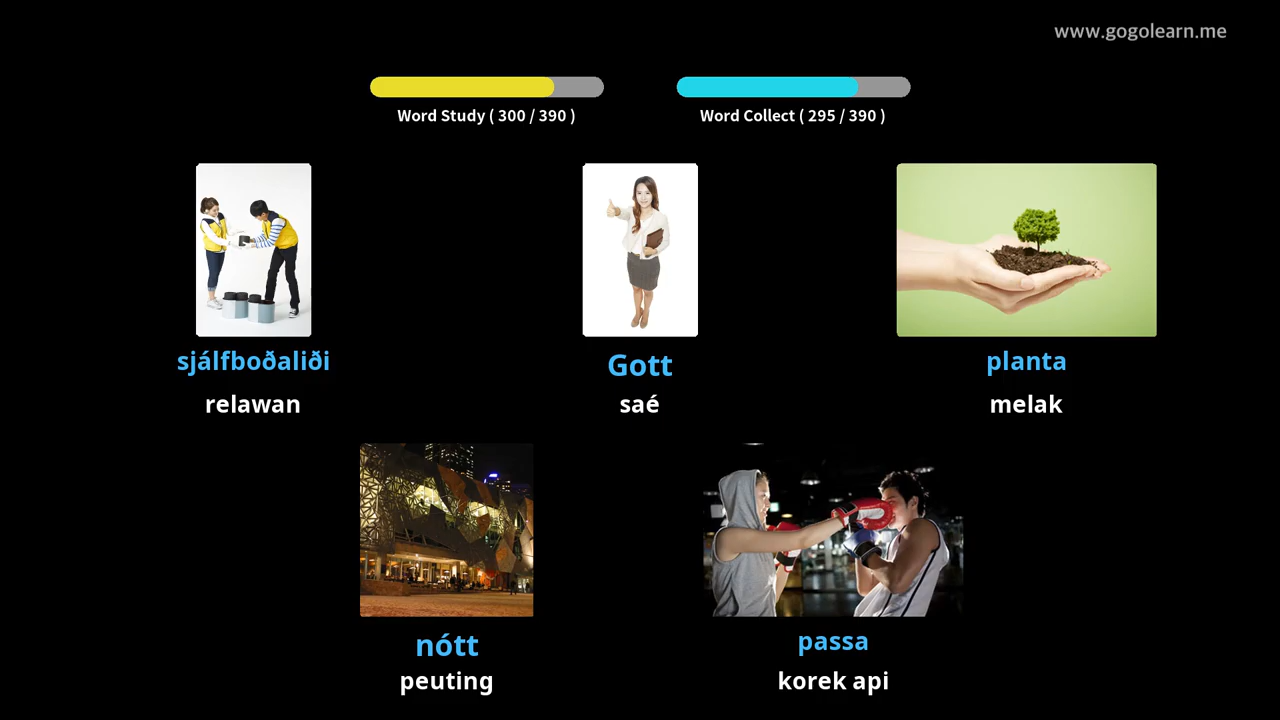 www.gogolearn.me
Word Study ( 300 / 390 )
Word Collect ( 295 / 390 )
sjálfboðaliði
relawan
Gott
saé
planta
melak
nótt
peuting
passa
korek api